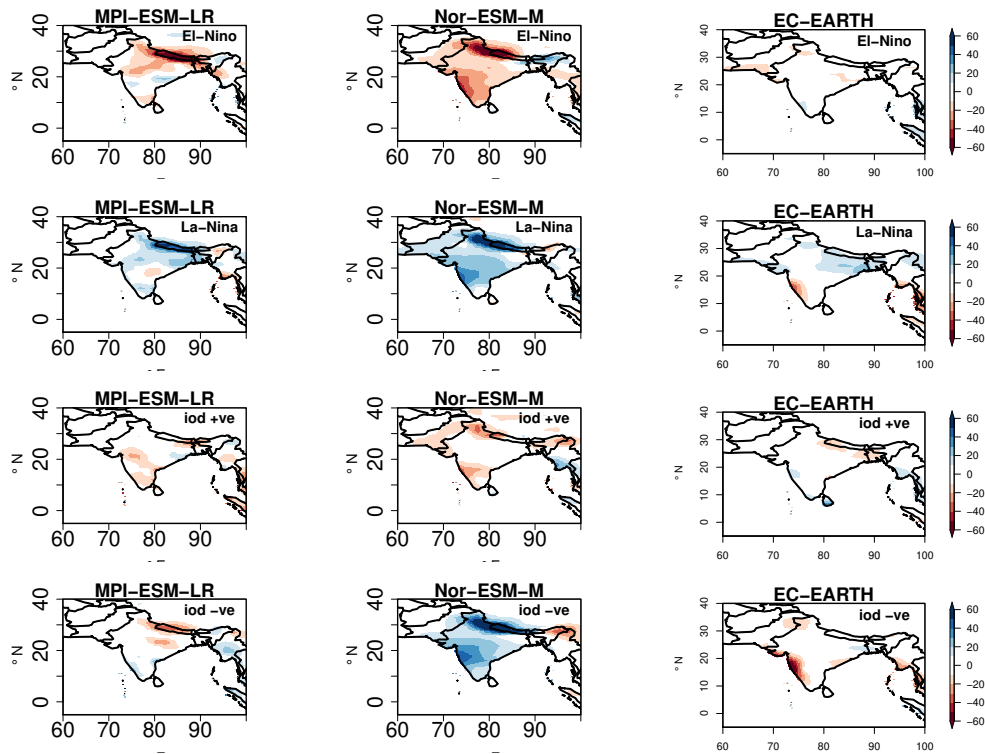 MPI−ESM−LR Nor−ESM−M EC−EARTH
El−Nino El−Nino El−Nino
° N 0 20 40 ° N 0 20 40 ° N 0 10 20 30 40 60 40 20 0 −20 −40 −60
60 70 80 90 60 70 80 90 60 70 80 90 100
MPI−ESM−LR Nor−ESM−M EC−EARTH
La−Nina La−Nina La−Nina
° N 0 20 40 ° N 0 20 40 ° N 0 10 20 30 40 60 40 20 0 −20 −40 −60
60 70 80 90 60 70 80 90 60 70 80 90 100
MPI−ESM−LR Nor−ESM−M EC−EARTH
iod +ve iod +ve iod +ve
° N 0 20 40 ° N 0 20 40 ° N 0 10 20 30 40 60 40 20 0 −20 −40 −60
60 70 80 90 60 70 80 90 60 70 80 90 100
MPI−ESM−LR Nor−ESM−M EC−EARTH
iod −ve iod −ve iod −ve
° N 0 20 40 ° N 0 20 40 ° N 0 10 20 30 40 60 40 20 0 −20 −40 −60
60 70 80 90 60 70 80 90 60 70 80 90 100